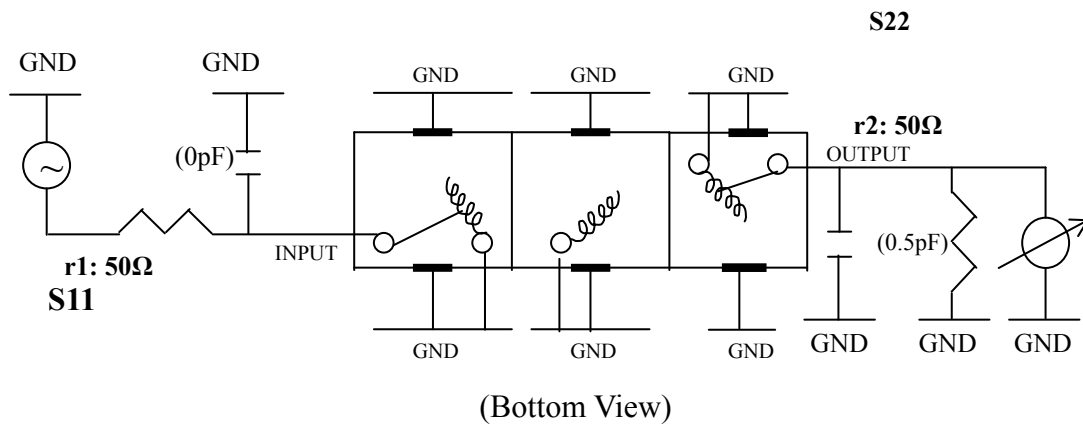 S22
GND
GND
GND
GND
GND
r2: 50Ω
(0pF)
~
OUTPUT
INPUT
(0.5pF)
r1: 50Ω
S11
GND
GND
GND
GND
GND
GND
(Bottom View)